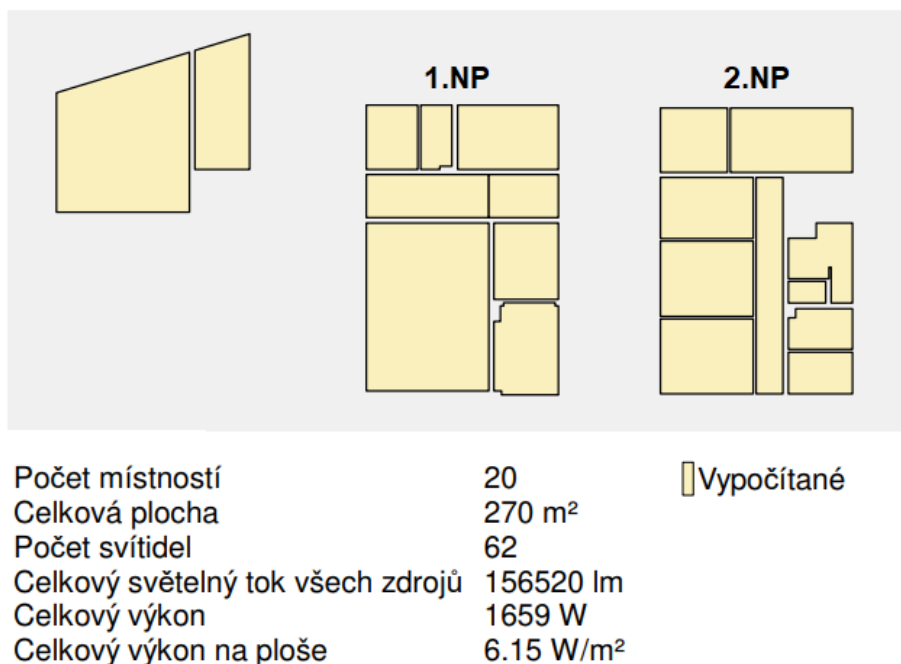 1.NP
2.NP
Počet místností 20
Vypočítané
Celková plocha 270 m²
Počet svítidel 62
Celkový světelný tok všech zdrojů 156520 lm
Celkový výkon 1659 W
Celkový výkon na ploše 6.15 W/m²